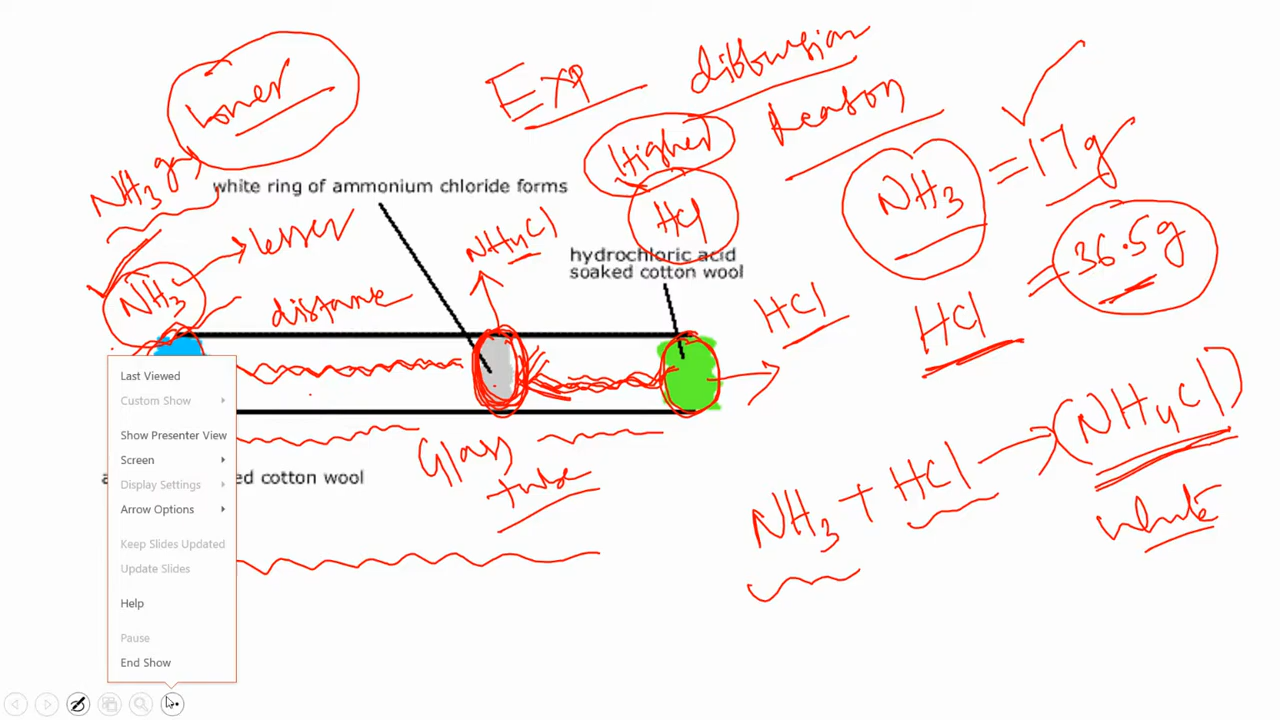 Exp diffusion
Lower
Higher Reason
NH3 = 17g
NH3 gas
white ring of ammonium chloride forms
HCl
lesser
NH4Cl
hydrochloric acid
soaked cotton wool
= 36.5g
NH3
distance
HCl
HCl
Last Viewed
Custom Show
Show Presenter View
Screen
Display Settings
Arrow Options
Keep Slides Updated
Update Slides
Help
Pause
End Show
Glass
tube
ed cotton wool
NH3 + HCl → NH4Cl
white